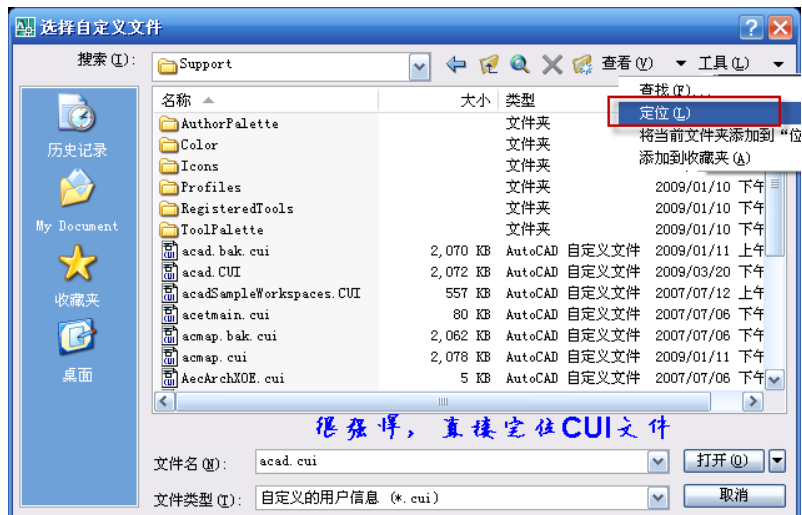 选择自定义文件
搜索(I): Support 查看(V) 工具(L)
查找(F)...
定位(L)
将当前文件夹添加到“位
添加到收藏夹(A)
名称 大小 类型
AuthorPalette 文件夹
Color 文件夹
Icons 文件夹
Profiles 文件夹 2009/01/10 下午
RegisteredTools 文件夹 2009/01/10 下午
ToolPalette 文件夹 2009/01/10 下午
acad.bak.cui 2,070 KB AutoCAD 自定义文件 2009/01/11 上午
acad.CUI 2,072 KB AutoCAD 自定义文件 2009/03/20 下午
acadSampleWorkspaces.CUI 557 KB AutoCAD 自定义文件 2007/07/12 上午
acetmain.cui 80 KB AutoCAD 自定义文件 2007/07/06 下午
acmap.bak.cui 2,062 KB AutoCAD 自定义文件 2007/07/06 下午
acmap.cui 2,078 KB AutoCAD 自定义文件 2009/01/11 下午
AecArchXOE.cui 5 KB AutoCAD 自定义文件 2007/07/06 下午
历史记录
My Document
收藏夹
桌面
很强悍，直接定位CUI文件
文件名(N): acad.cui 打开(O)
文件类型(T): 自定义的用户信息 (*.cui) 取消